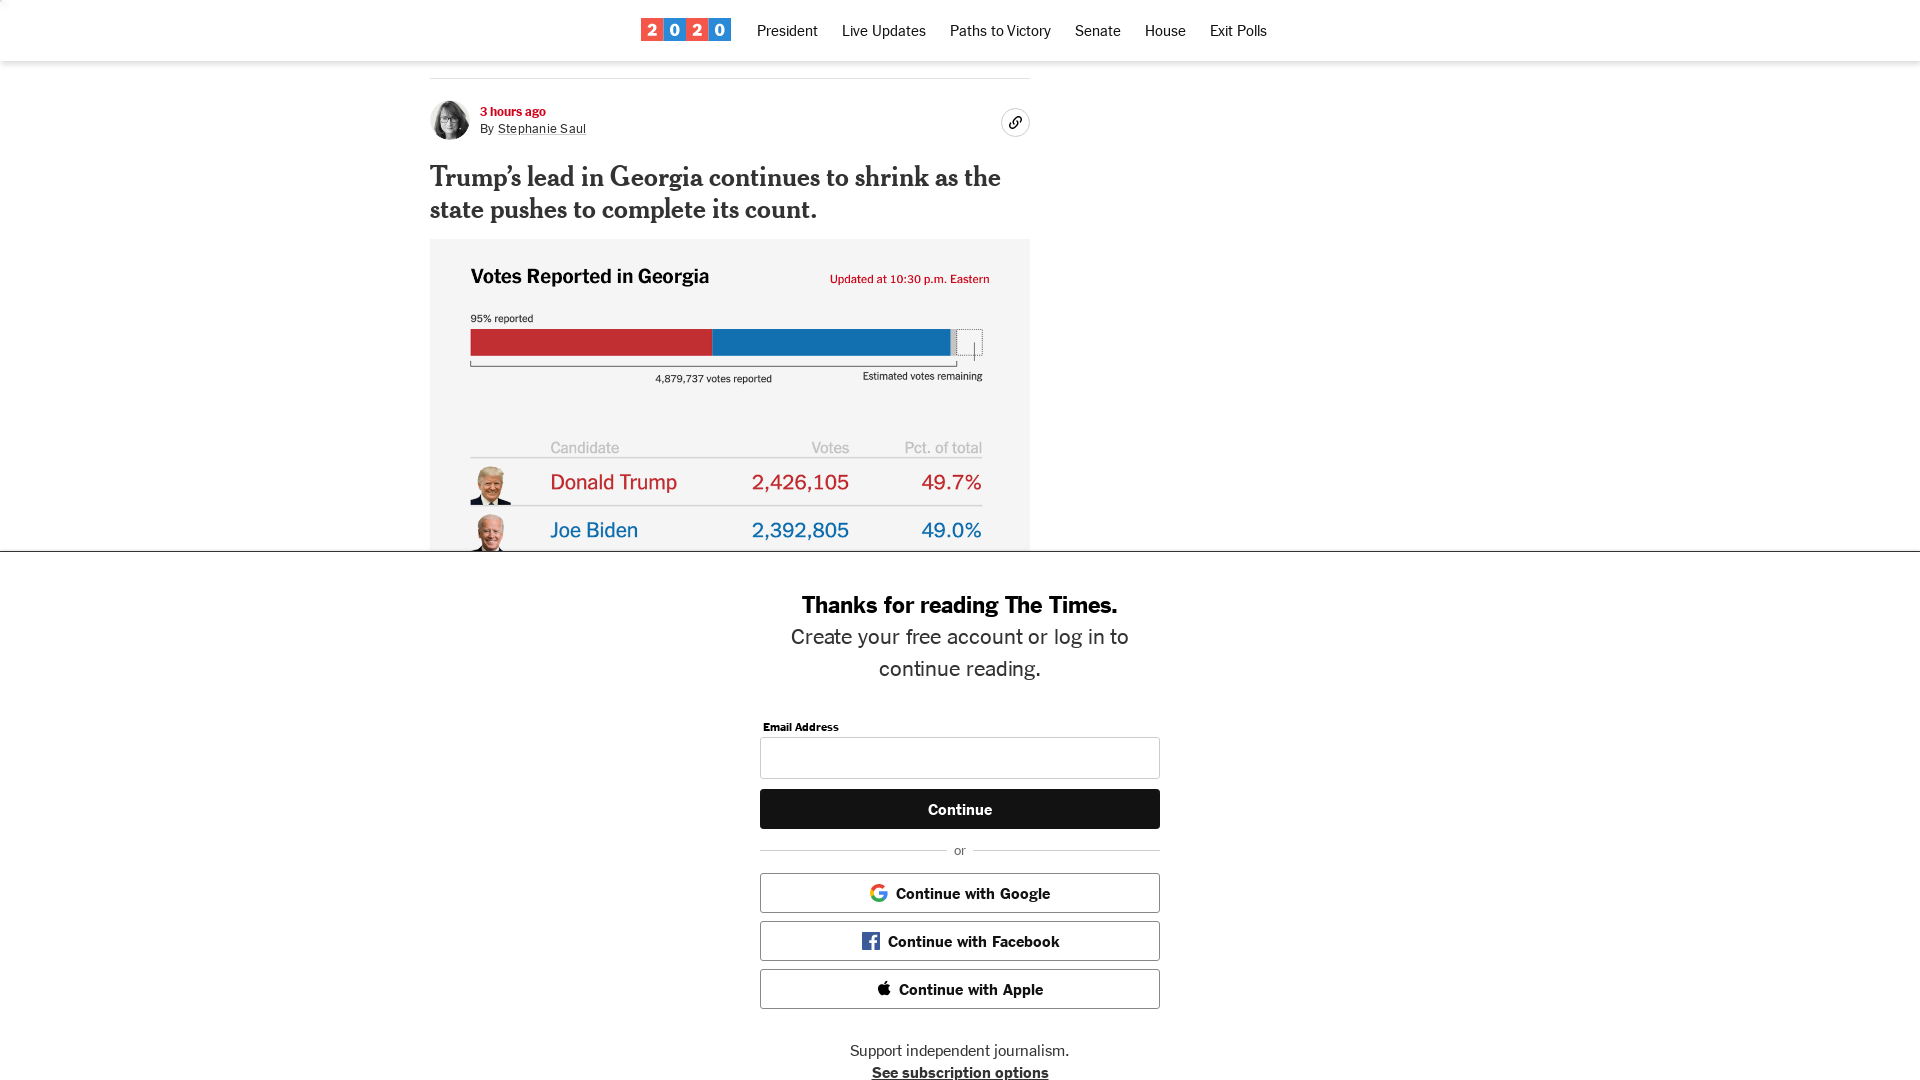 2020 President Live Updates Paths to Victory Senate House Exit Polls
3 hours ago
By Stephanie Saul
Trump’s lead in Georgia continues to shrink as the
state pushes to complete its count.
Votes Reported in Georgia
Updated at 10:30 p.m. Eastern
95% reported
4,879,737 votes reported
Estimated votes remaining
Candidate Votes Pct. of total
Donald Trump 2,426,105 49.7%
Joe Biden 2,392,805 49.0%
Thanks for reading The Times.
Create your free account or log in to
continue reading.
Email Address
Continue
or
Continue with Google
Continue with Facebook
Continue with Apple
Support independent journalism.
See subscription options